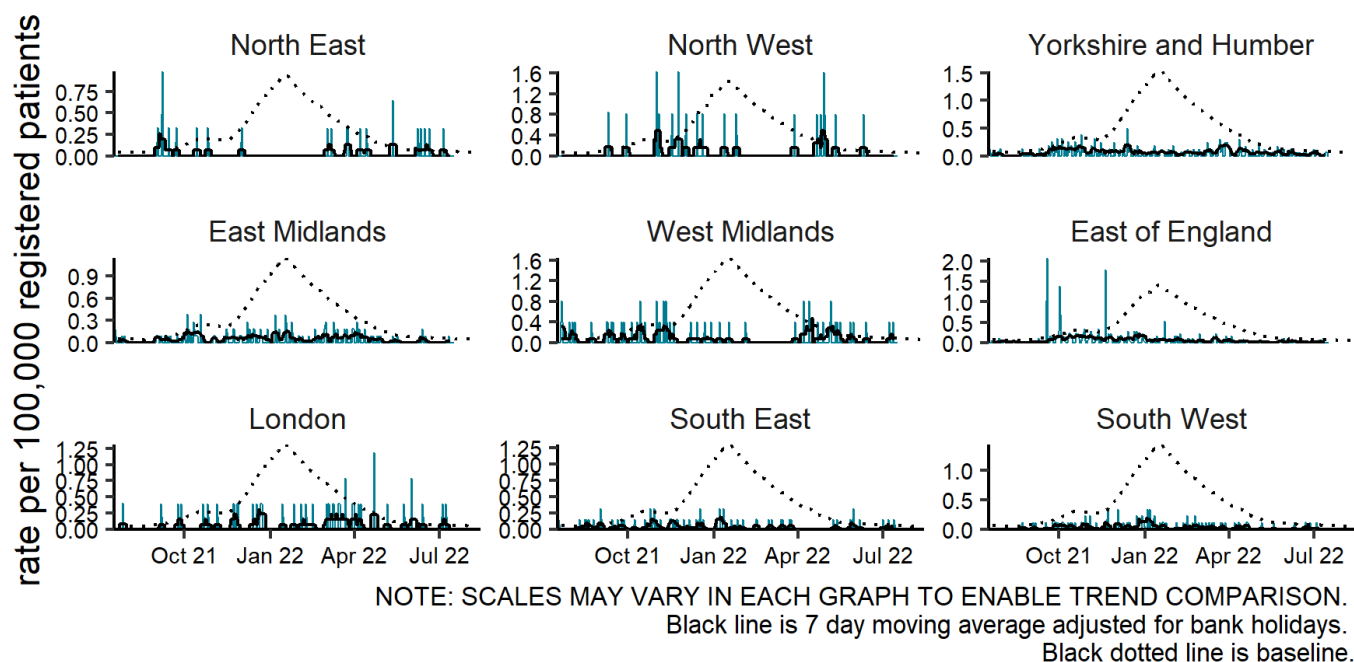 rate per 100,000 registered patients
North East
0.75
0.50
0.25
0.00
North West
1.6
1.2
0.8
0.4
0.0
Yorkshire and Humber
1.5
1.0
0.5
0.0
East Midlands
0.9
0.6
0.3
0.0
West Midlands
1.6
1.2
0.8
0.4
0.0
East of England
2.0
1.5
1.0
0.5
0.0
London
1.25
1.00
0.75
0.50
0.25
0.00
South East
1.25
1.00
0.75
0.50
0.25
0.00
South West
1.0
0.5
0.0
Oct 21 Jan 22 Apr 22 Jul 22
Oct 21 Jan 22 Apr 22 Jul 22
Oct 21 Jan 22 Apr 22 Jul 22
NOTE: SCALES MAY VARY IN EACH GRAPH TO ENABLE TREND COMPARISON.
Black line is 7 day moving average adjusted for bank holidays.
Black dotted line is baseline.